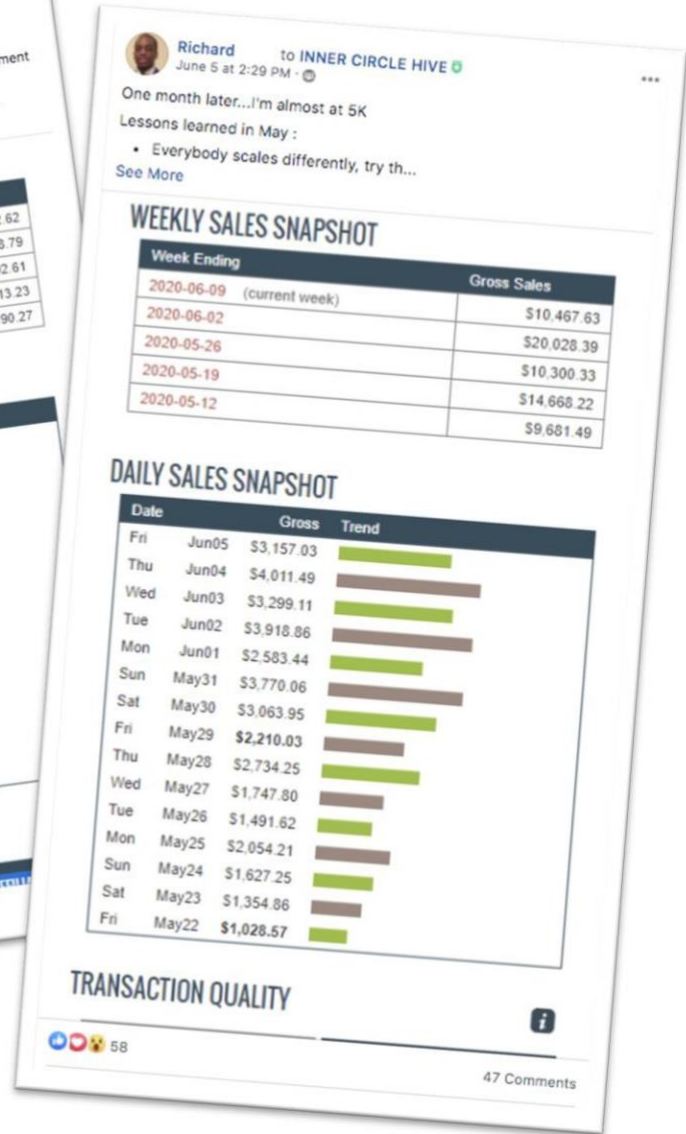 ment
.62
3.79
2.61
13.23
90.27
Richard to INNER CIRCLE HIVE
June 5 at 2:29 PM ·
One month later...I'm almost at 5K
Lessons learned in May :
• Everybody scales differently, try th...
See More
WEEKLY SALES SNAPSHOT
Week Ending Gross Sales
2020-06-09 (current week) $10,467.63
2020-06-02 $20,028.39
2020-05-26 $10,300.33
2020-05-19 $14,668.22
2020-05-12 $9,681.49
DAILY SALES SNAPSHOT
Date Gross Trend
Fri Jun05 $3,157.03
Thu Jun04 $4,011.49
Wed Jun03 $3,299.11
Tue Jun02 $3,918.86
Mon Jun01 $2,583.44
Sun May31 $3,770.06
Sat May30 $3,063.95
Fri May29 $2,210.03
Thu May28 $2,734.25
Wed May27 $1,747.80
Tue May26 $1,491.62
Mon May25 $2,054.21
Sun May24 $1,627.25
Sat May23 $1,354.86
Fri May22 $1,028.57
TRANSACTION QUALITY
i
58
47 Comments